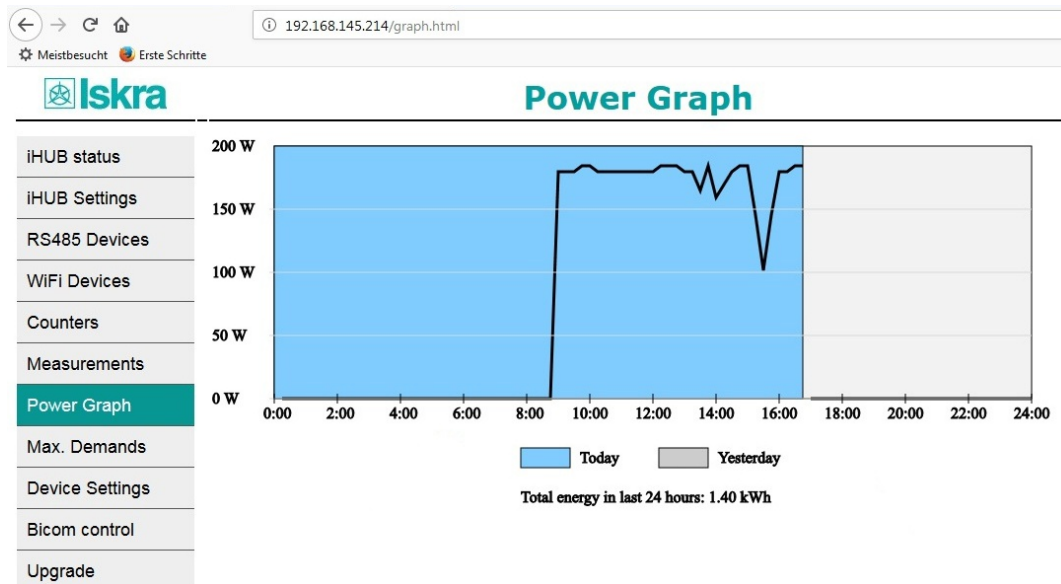 192.168.145.214/graph.html
Meistbesucht Erste Schritte
Iskra
Power Graph
iHUB status
iHUB Settings
RS485 Devices
WiFi Devices
Counters
Measurements
Power Graph
Max. Demands
Device Settings
Bicom control
Upgrade
200 W
150 W
100 W
50 W
0 W
0:00 2:00 4:00 6:00 8:00 10:00 12:00 14:00 16:00 18:00 20:00 22:00 24:00
Today Yesterday
Total energy in last 24 hours: 1.40 kWh